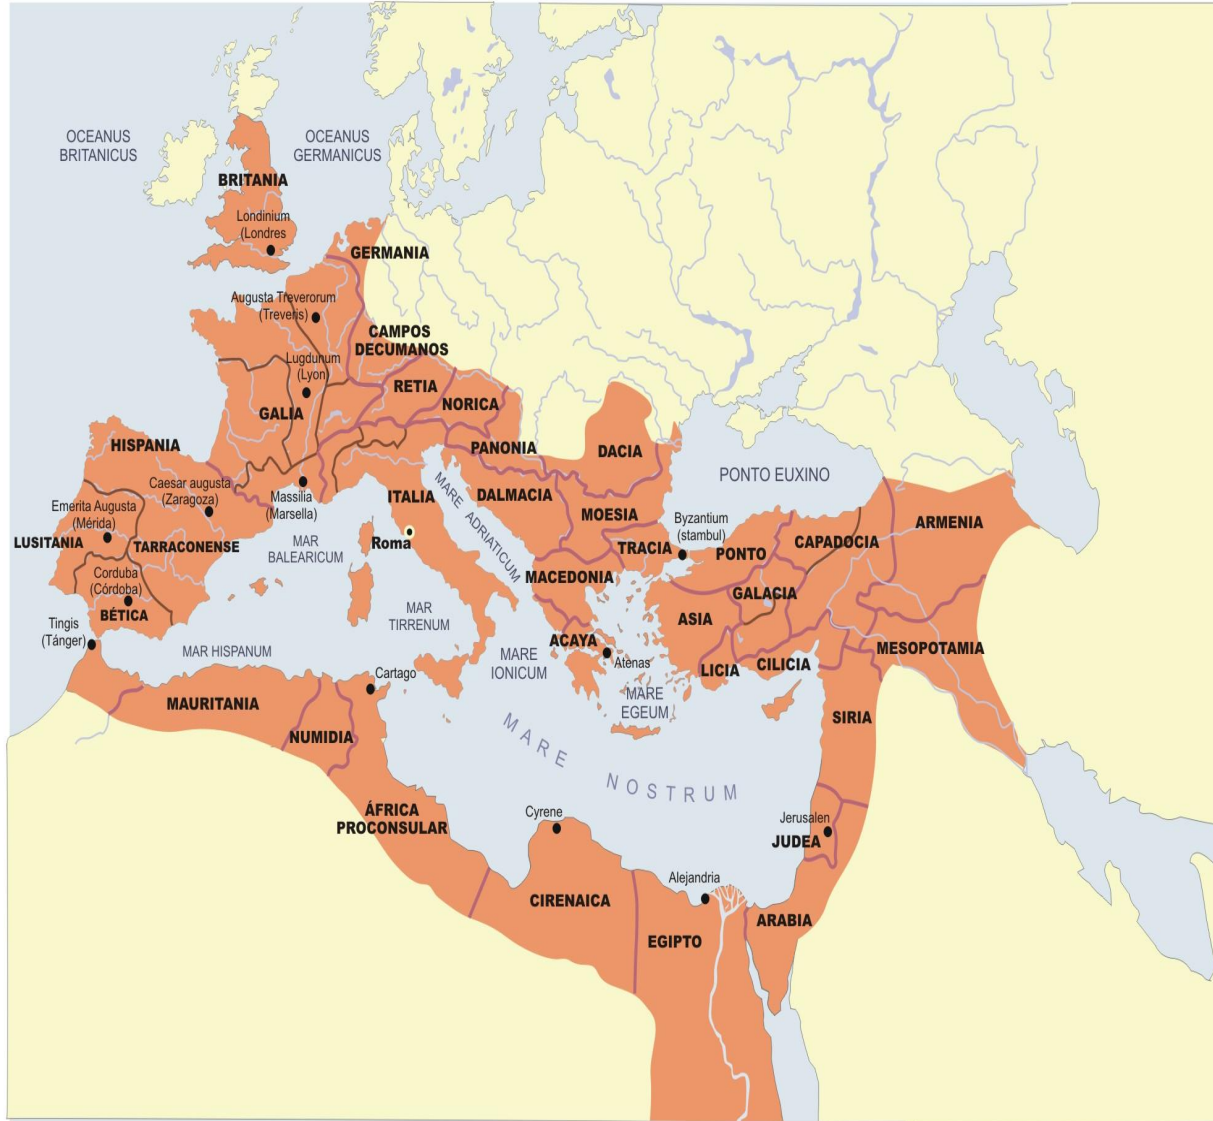 OCEANUS
BRITANICUS
OCEANUS
GERMANICUS
BRITANIA
Londinium
(Londres
GERMANIA
Augusta Treverorum
(Treveris)
CAMPOS
DECUMANOS
Lugdunum
(Lyon)
RETIA
NORICA
GALIA
HISPANIA
PANONIA
DACIA
PONTO EUXINO
Caesar augusta
(Zaragoza)
Massilia
(Marsella)
ITALIA
MARE ADRIATICUM
DALMACIA
MOESIA
Byzantium
(stambul)
ARMENIA
Emerita Augusta
(Mérida)
LUSITANIA
TARRACONENSE
MAR
BALEARICUM
Roma
TRACIA
PONTO
CAPADOCIA
Corduba
(Córdoba)
BÉTICA
MACEDONIA
GALACIA
ASIA
MAR
TIRRENUM
Tingis
(Tánger)
MAR HISPANUM
MARE
IONICUM
ACAYA
Atenas
LICIA
CILICIA
MESOPOTAMIA
Cartago
MARE
EGEUM
MAURITANIA
NUMIDIA
SIRIA
MARE NOSTRUM
ÁFRICA
PROCONSULAR
Cyrene
Jerusalen
JUDEA
Alejandria
CIRENAICA
EGIPTO
ARABIA